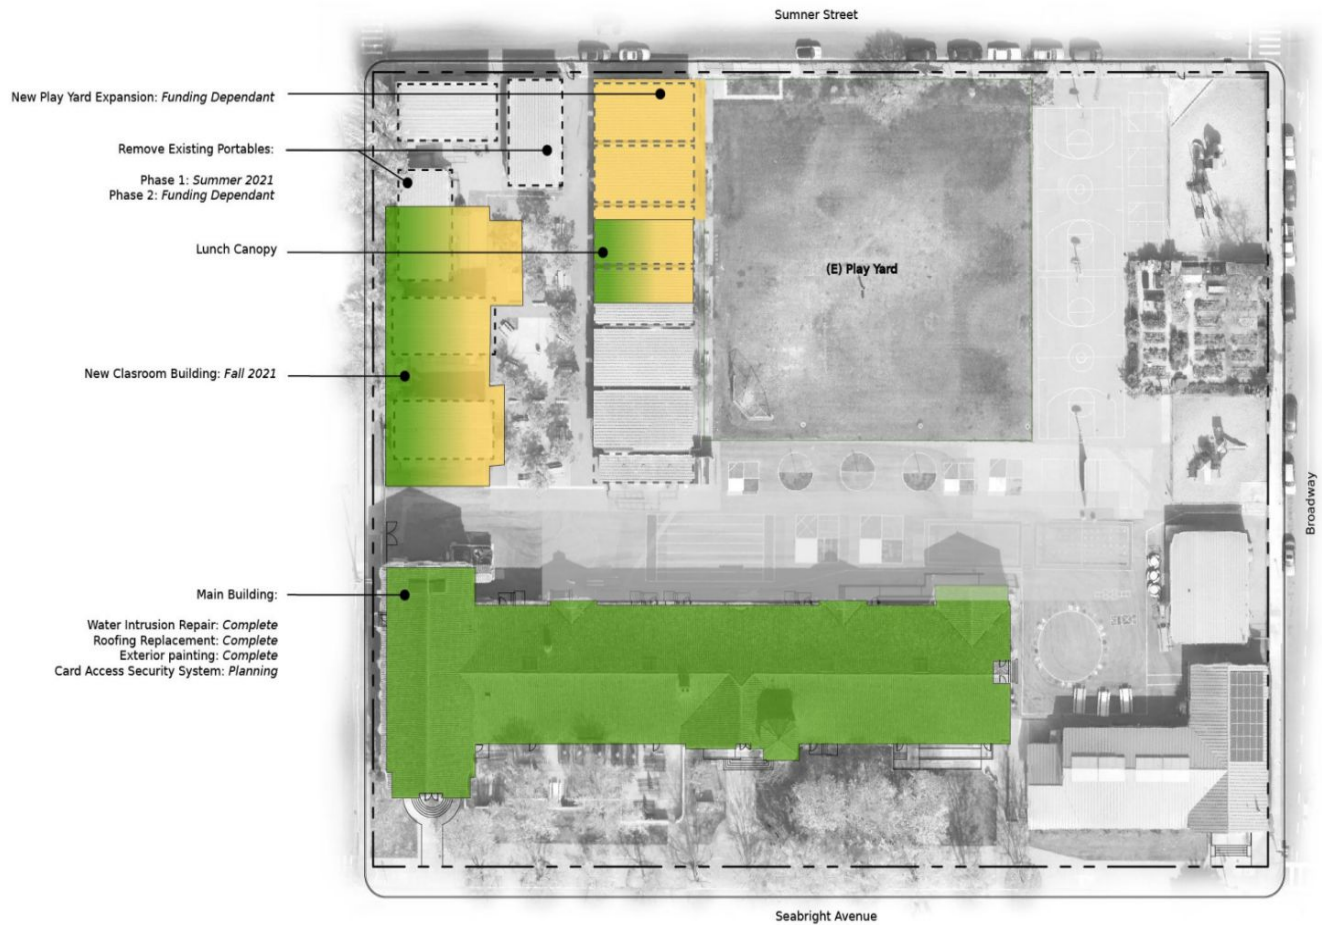 Sumner Street
New Play Yard Expansion: Funding Dependant
Remove Existing Portables:
Phase 1: Summer 2021
Phase 2: Funding Dependant
Lunch Canopy
(E) Play Yard
New Clasroom Building: Fall 2021
Broadway
Main Building:
Water Intrusion Repair: Complete
Roofing Replacement: Complete
Exterior painting: Complete
Card Access Security System: Planning
Seabright Avenue